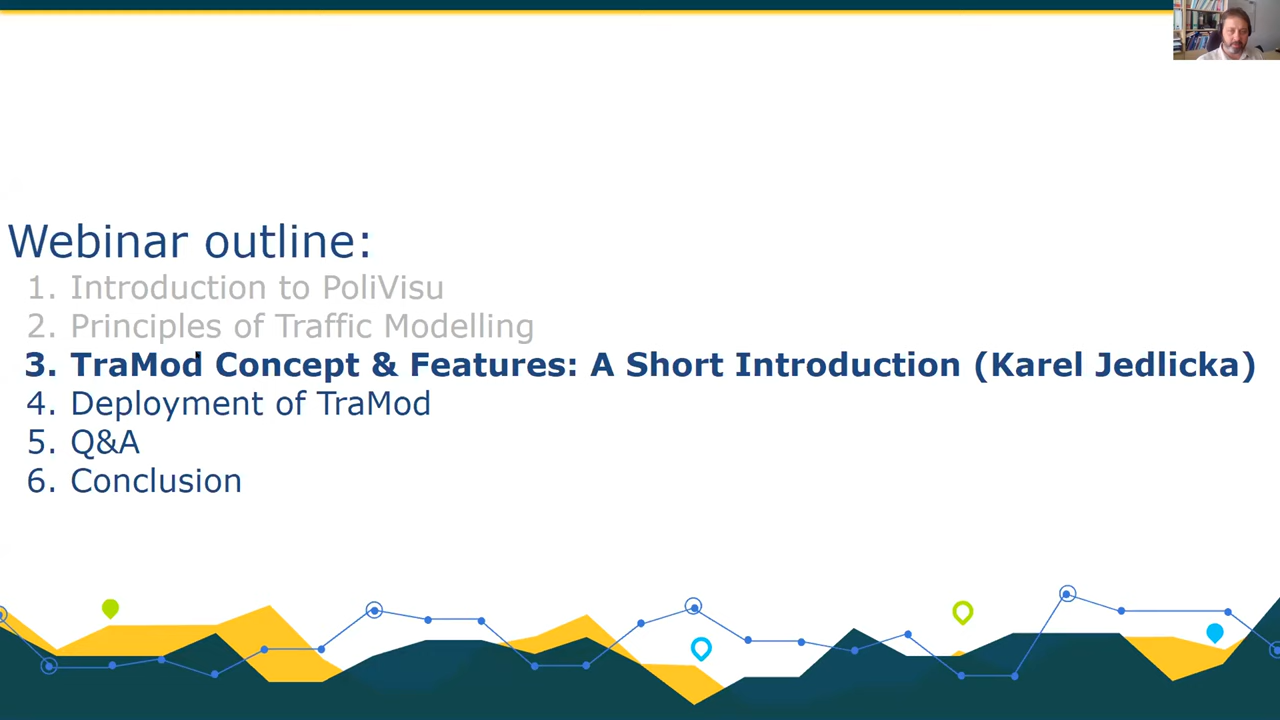 Webinar outline:
1. Introduction to PoliVisu
2. Principles of Traffic Modelling
3. TraMod Concept & Features: A Short Introduction (Karel Jedlicka)
4. Deployment of TraMod
5. Q&A
6. Conclusion